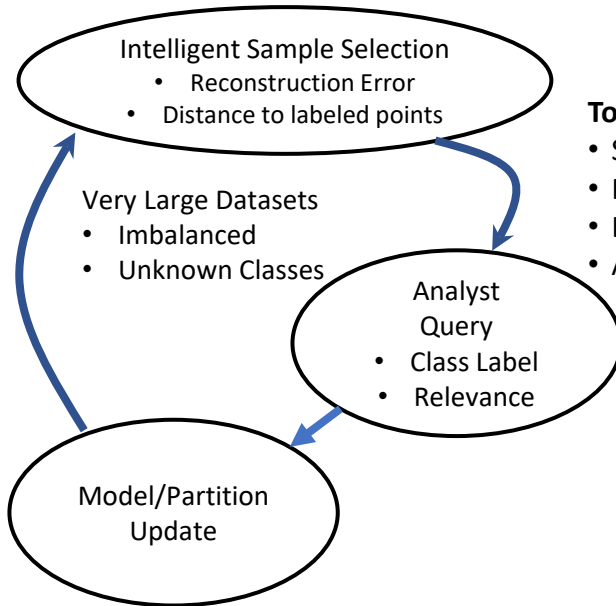 Intelligent Sample Selection
• Reconstruction Error
• Distance to labeled points
Very Large Datasets
• Imbalanced
• Unknown Classes
Analyst
Query
• Class Label
• Relevance
Model/Partition
Update